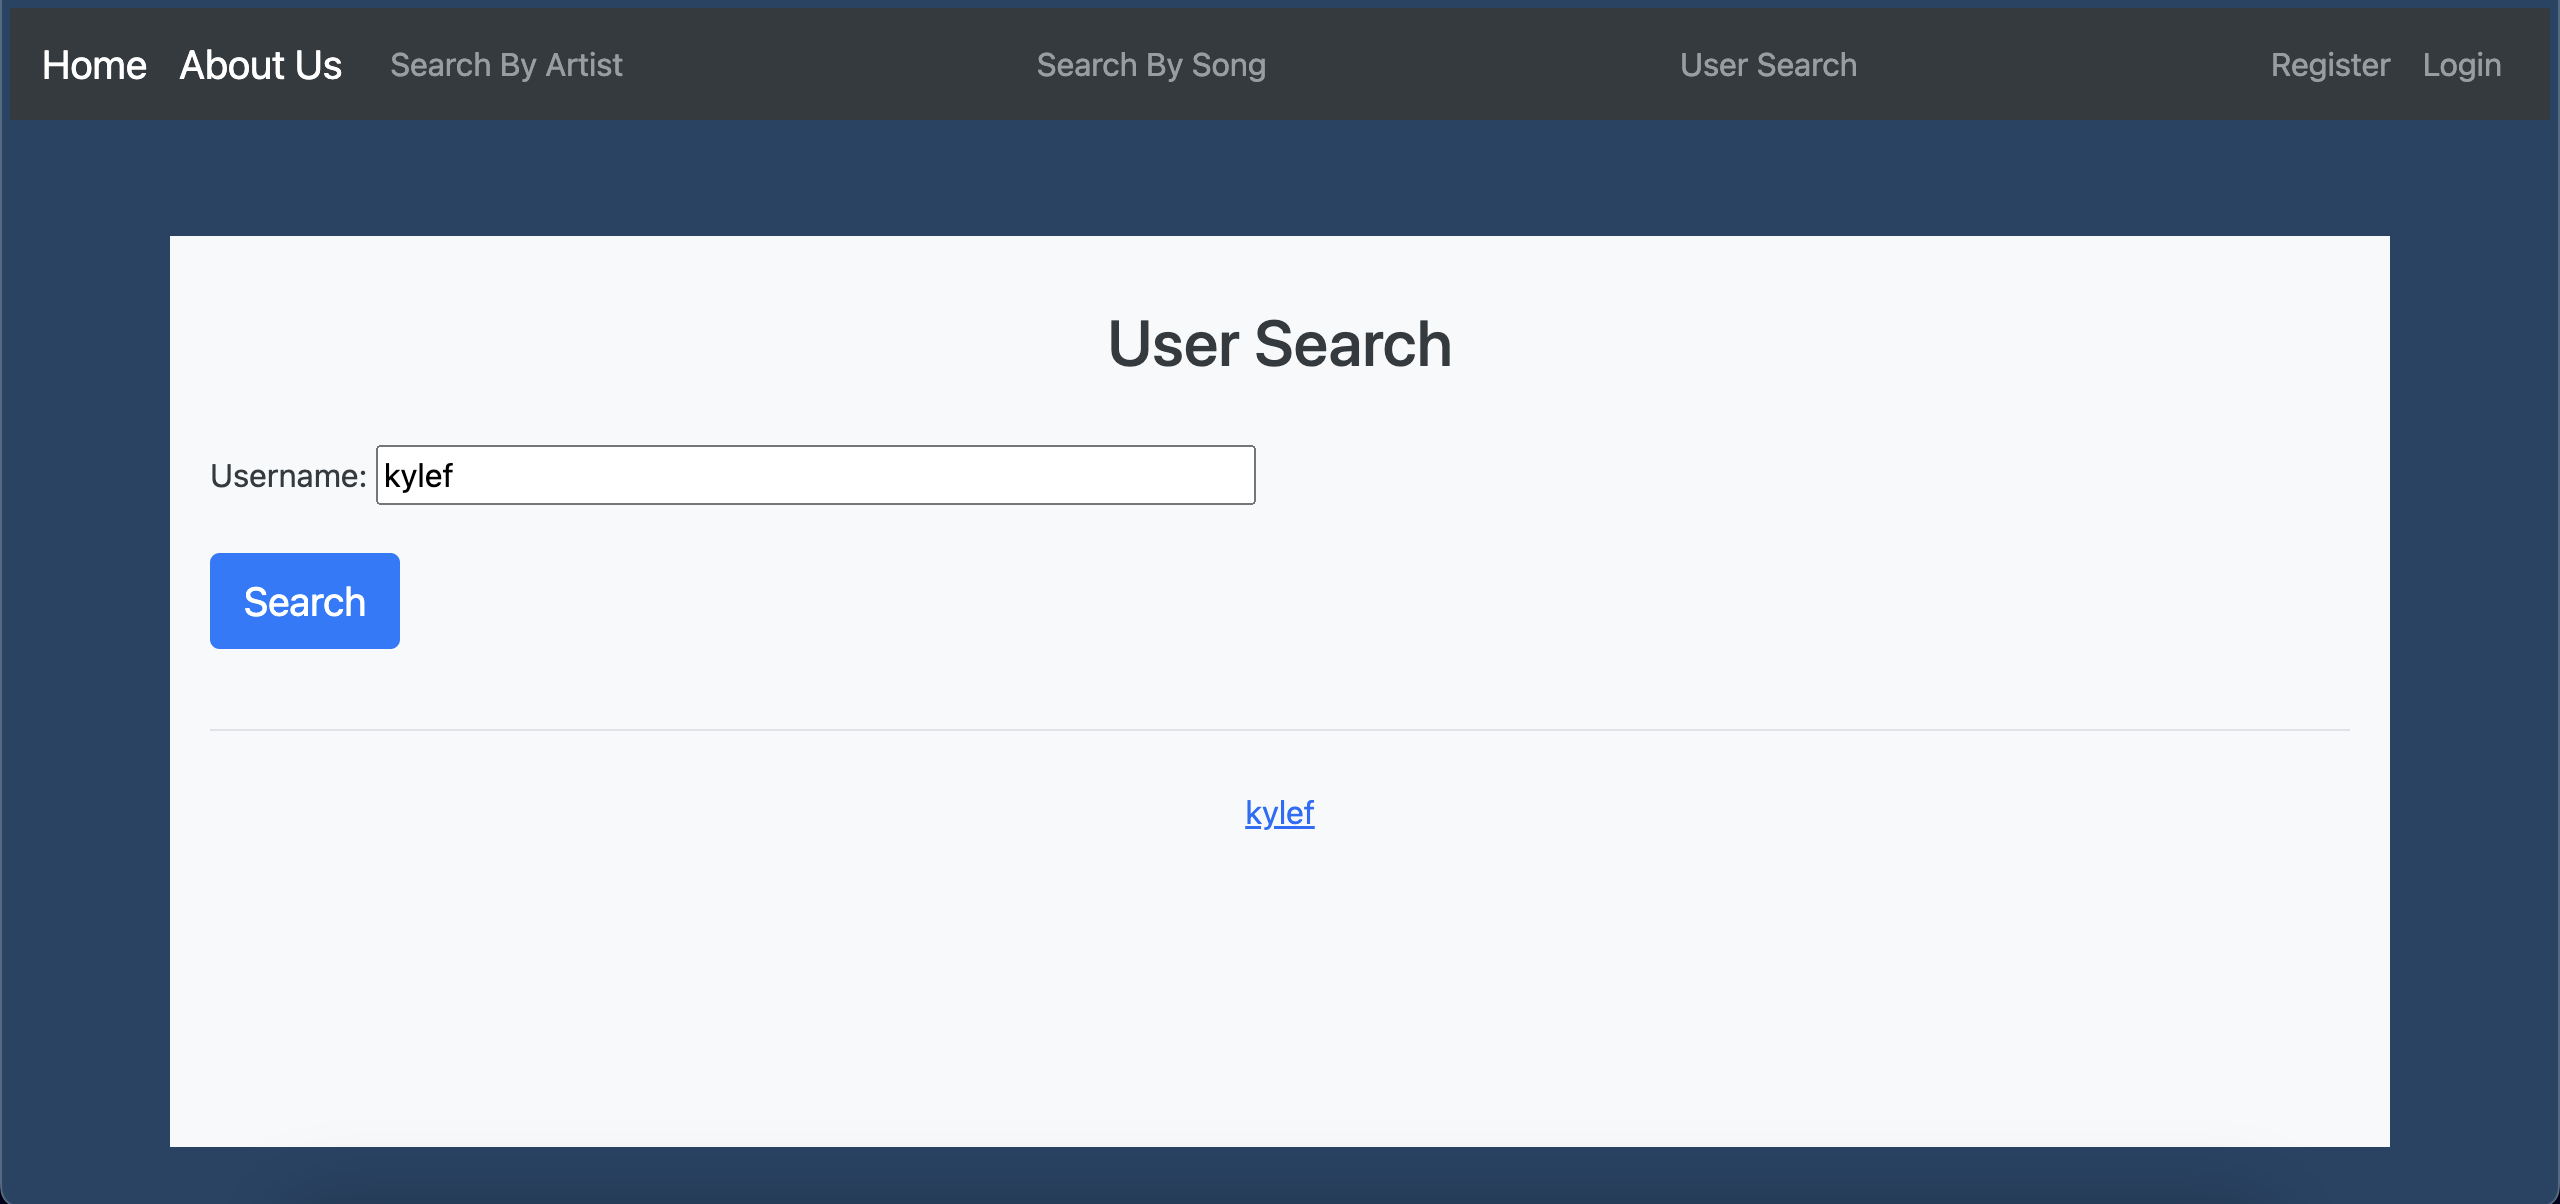 Home About Us Search By Artist Search By Song User Search Register Login
User Search
Username: kylef
Search
kylef